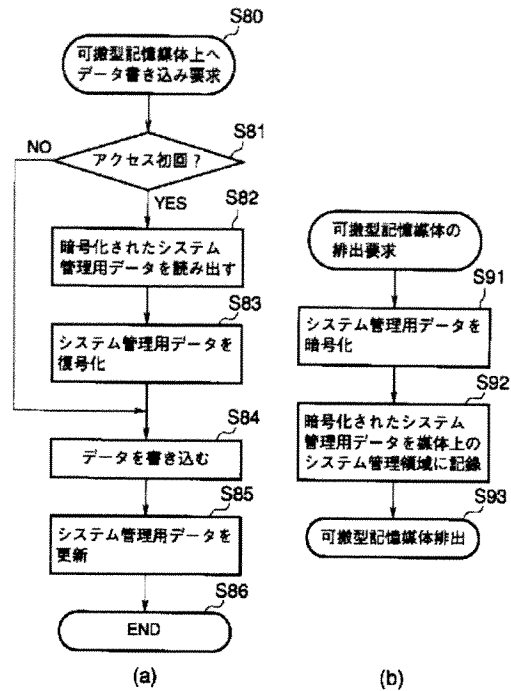 S80
可搬型記憶媒体上へ
データ書き込み要求
S81
アクセス初回?
NO
YES
S82
暗号化されたシステム
管理用データを読み出す
S83
システム管理用データを
復号化
S84
データを書き込む
S85
システム管理用データを
更新
S86
END
(a)
可搬型記憶媒体の
排出要求
S91
システム管理用データを
暗号化
S92
暗号化されたシステム
管理用データを媒体上の
システム管理領域に記録
S93
可搬型記憶媒体排出
(b)